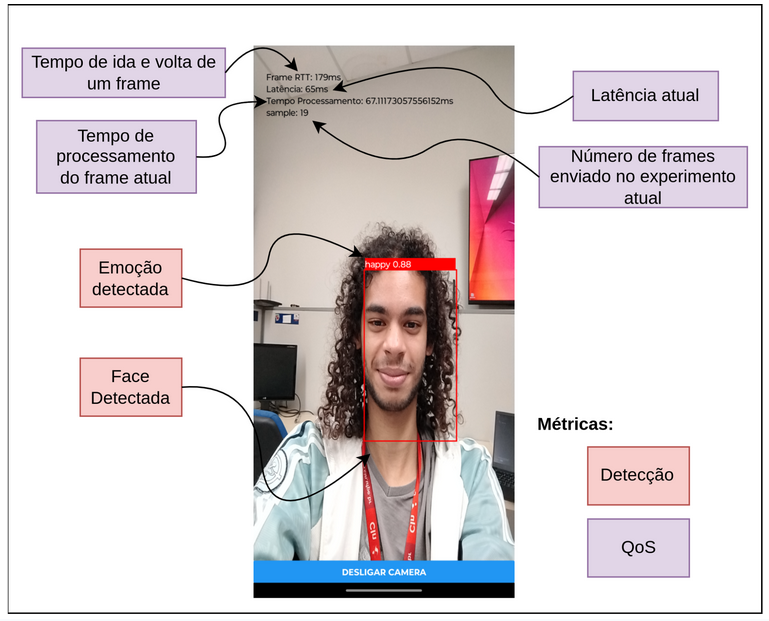 Tempo de ida e volta de
um frame
Frame RTT: 179ms
Latência: 65ms
Tempo Processamento: 67.11173057556152ms
sample: 19
Latência atual
Tempo de
processamento
do frame atual
Número de frames
enviado no experimento
atual
Emoção
detectada
happy 0.88
Face
Detectada
Métricas:
Detecção
QoS
DESLIGAR CAMERA